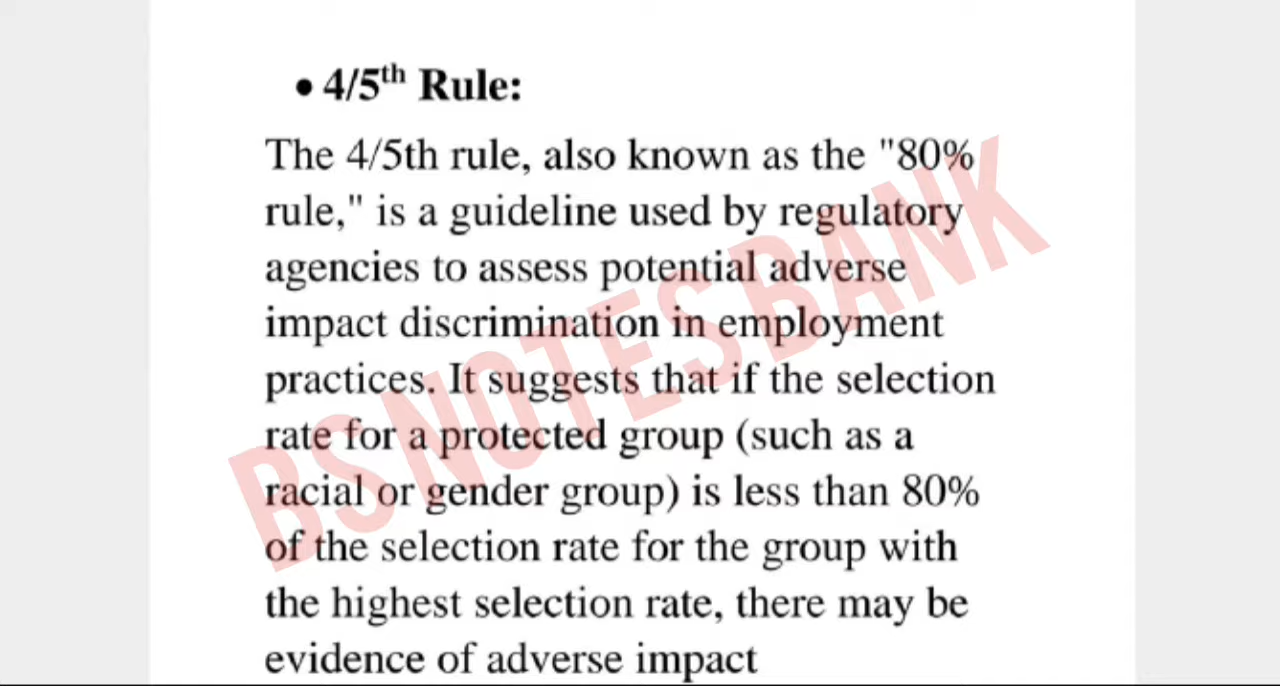 • 4/5th Rule:
The 4/5th rule, also known as the "80%
rule," is a guideline used by regulatory
agencies to assess potential adverse
impact discrimination in employment
practices. It suggests that if the selection
rate for a protected group (such as a
racial or gender group) is less than 80%
of the selection rate for the group with
the highest selection rate, there may be
evidence of adverse impact
BS NOTES BANK